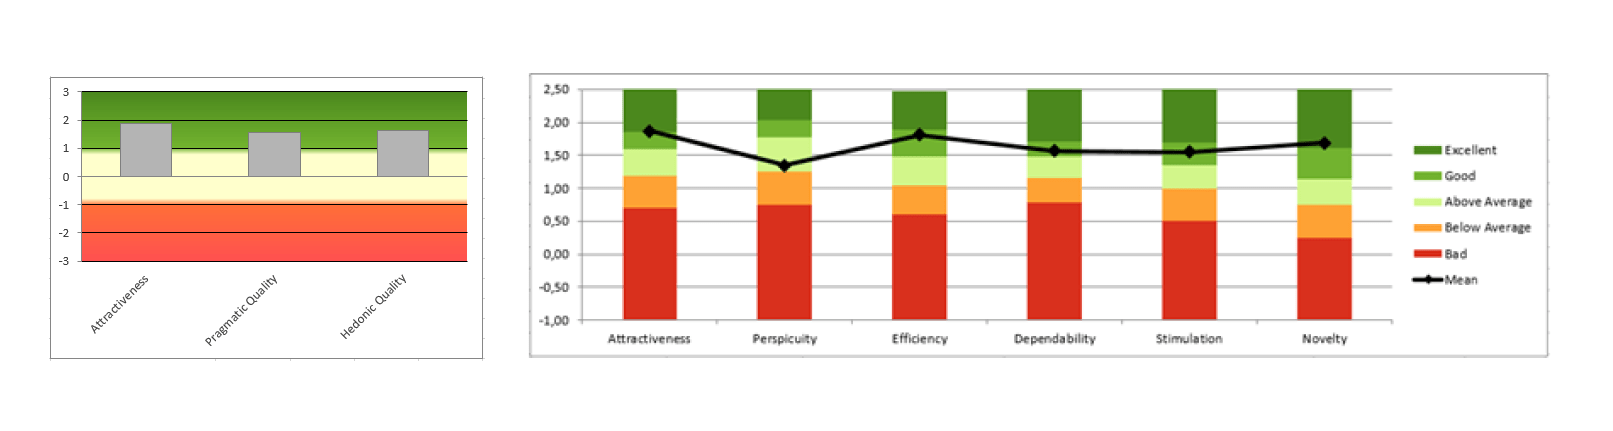 3
2
1
0
-1
-2
-3
Attractiveness
Pragmatic Quality
Hedonic Quality
2,50
2,00
1,50
1,00
0,50
0,00
-0,50
-1,00
Attractiveness Perspicuity Efficiency Dependability Stimulation Novelty
Excellent
Good
Above Average
Below Average
Bad
Mean